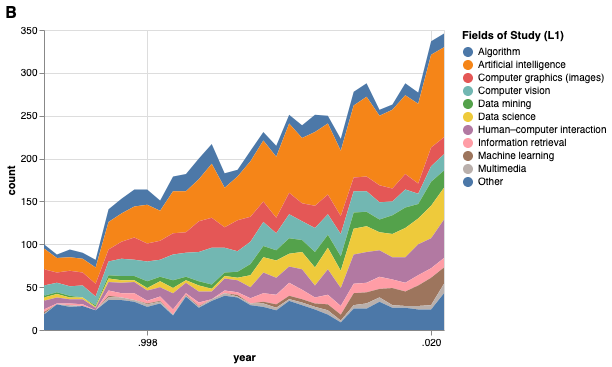 B
350
300
250
200
150
100
50
0
count
.998
.020
year
Fields of Study (L1)
Algorithm
Artificial intelligence
Computer graphics (images)
Computer vision
Data mining
Data science
Human–computer interaction
Information retrieval
Machine learning
Multimedia
Other